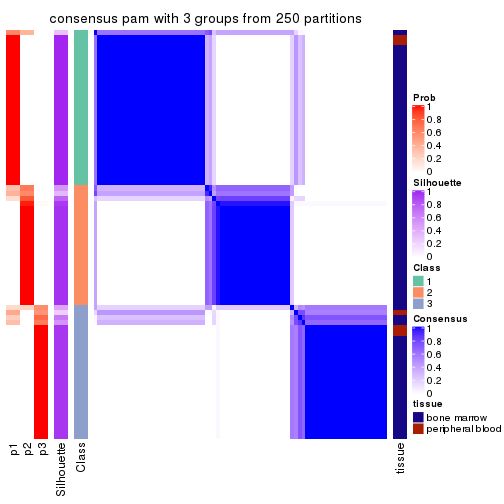 consensus pam with 3 groups from 250 partitions
Prob
1
0.8
0.6
0.4
0.2
0
Silhouette
1
0.8
0.6
0.4
0.2
0
Class
1
2
3
Consensus
1
0.8
0.6
0.4
0.2
0
tissue
bone marrow
peripheral blood
p1
p2
p3
Silhouette
Class
tissue